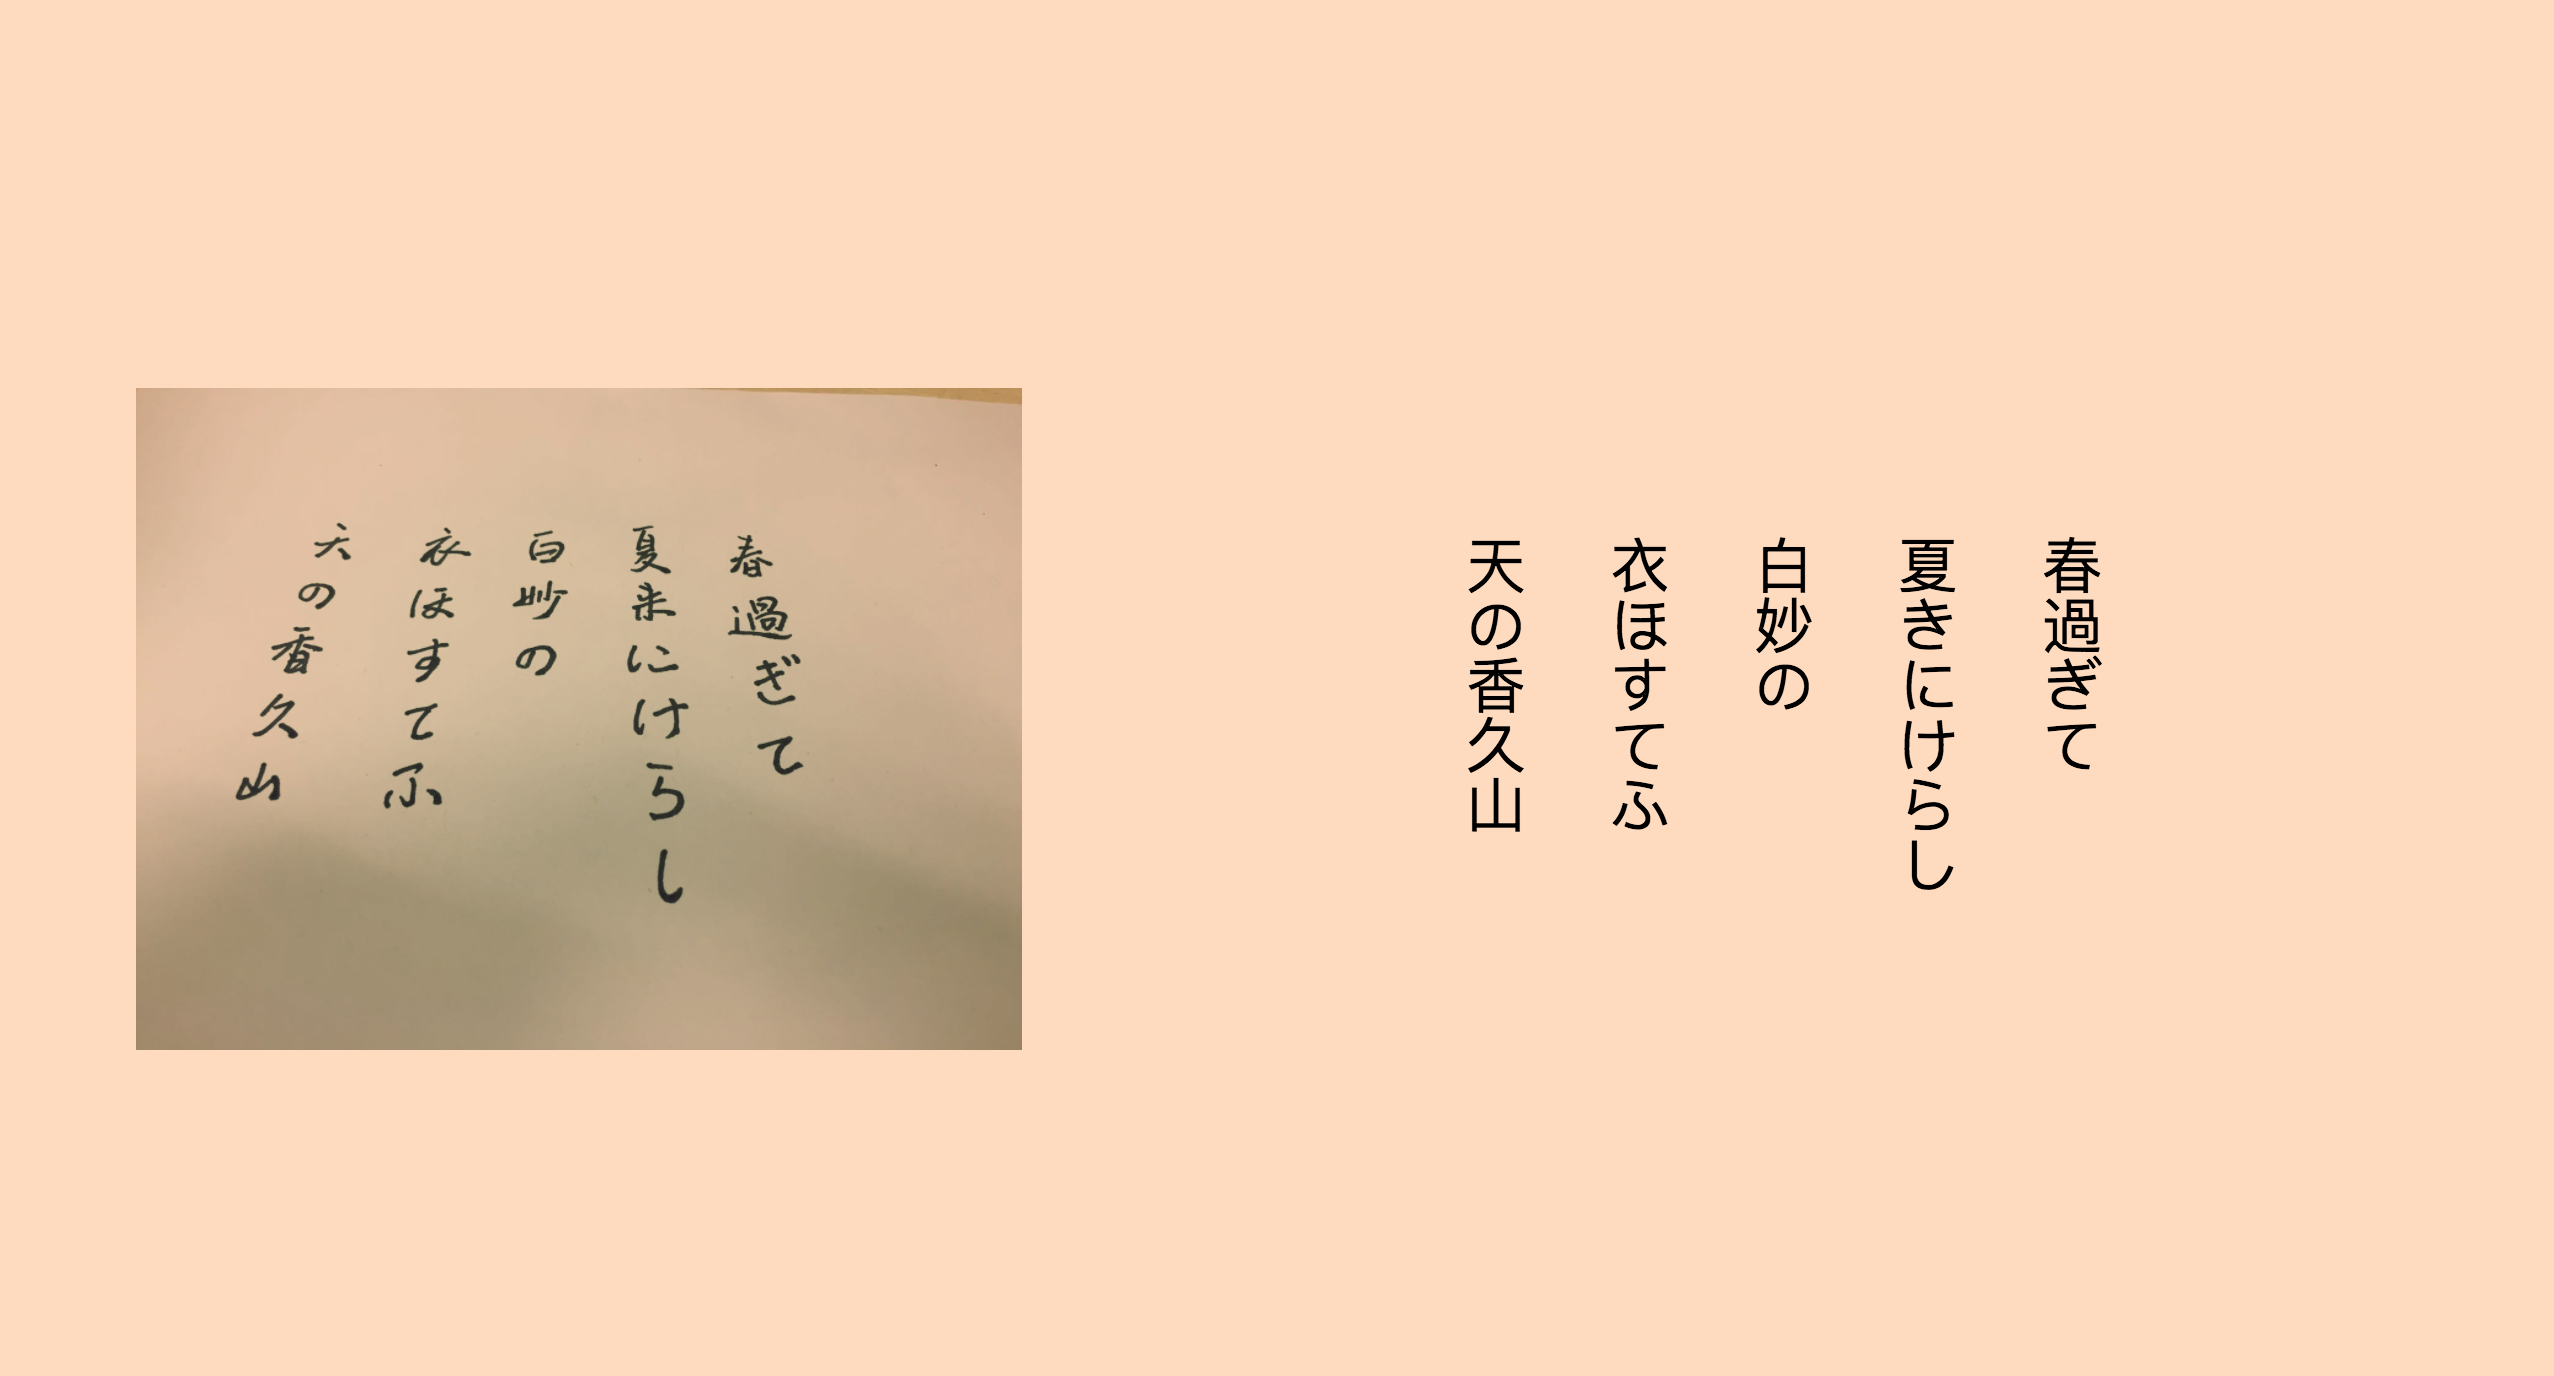 春過ぎて
夏来にけらし
白妙の
衣ほすてふ
天の香久山
春過ぎて
夏きにけらし
白妙の
衣ほすてふ
天の香久山